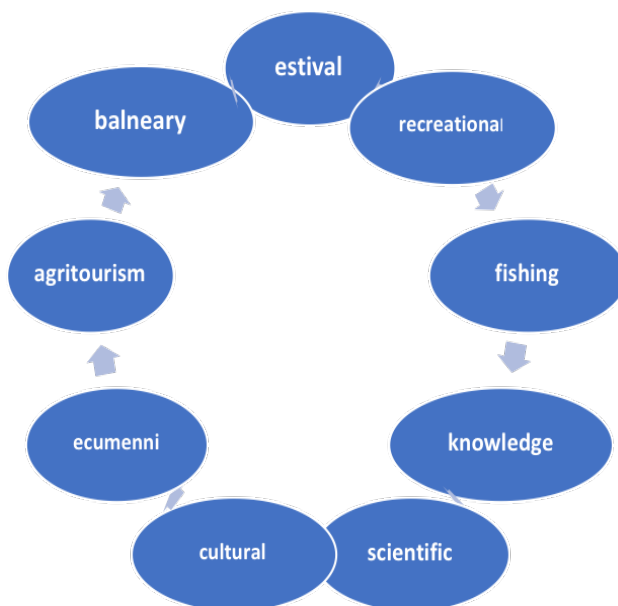 estival
recreational
fishing
knowledge
scientific
cultural
ecumenni
agritourism
balneary